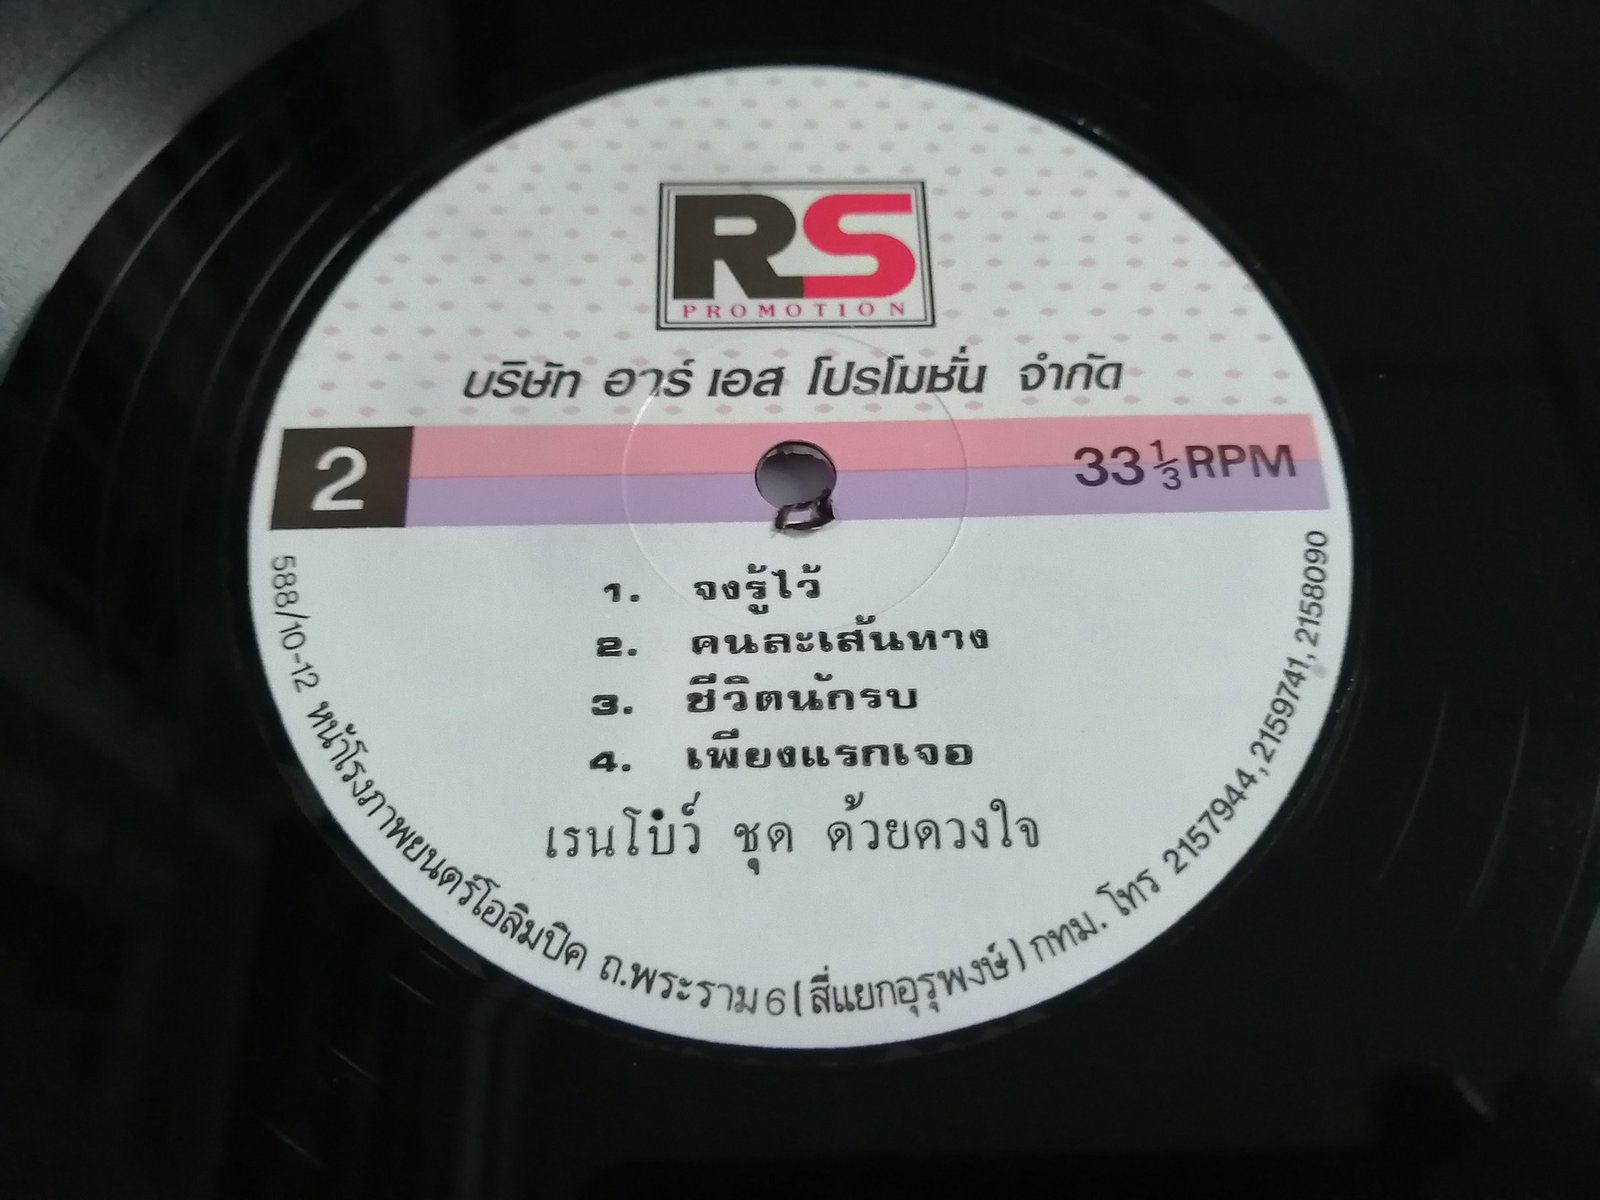 RS
PROMOTION
บริษัท อาร์ เอส โปรโมชั่น จำกัด
2
33 1/3 RPM
1. จงรู้ไว้
2. คนละเส้นทาง
3. ชีวิตนักรบ
4. เพียงแรกเจอ
เรนโบว์ ชุด ด้วยดวงใจ
588/10-12 หน้าโรงภาพยนตร์โอลิมปิค ถ.พระราม 6 (สี่แยกอุรุพงษ์) กทม. โทร 2157944, 2159741, 2158090